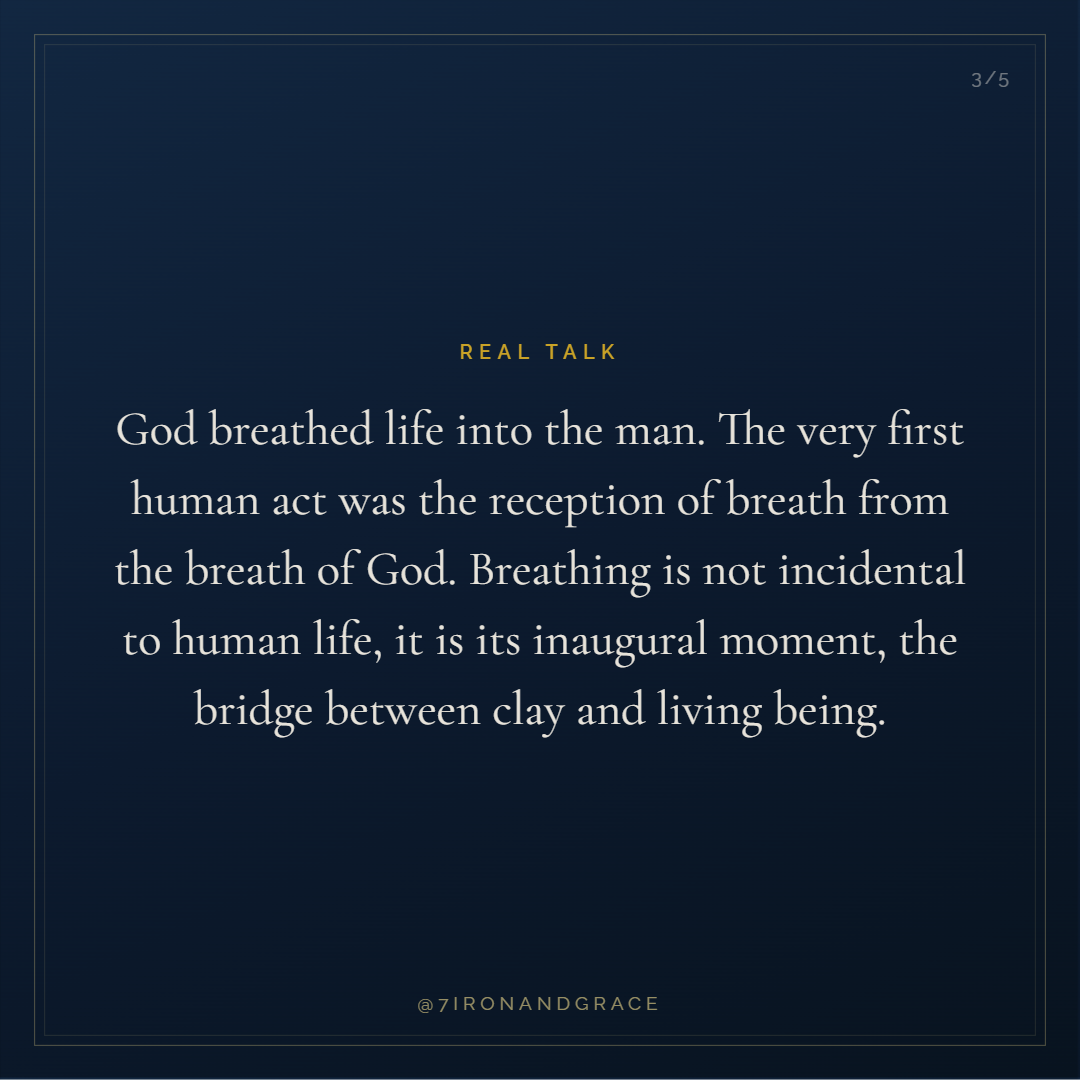 3/5
REAL TALK
God breathed life into the man. The very first
human act was the reception of breath from
the breath of God. Breathing is not incidental
to human life, it is its inaugural moment, the
bridge between clay and living being.
@7IRONANDGRACE